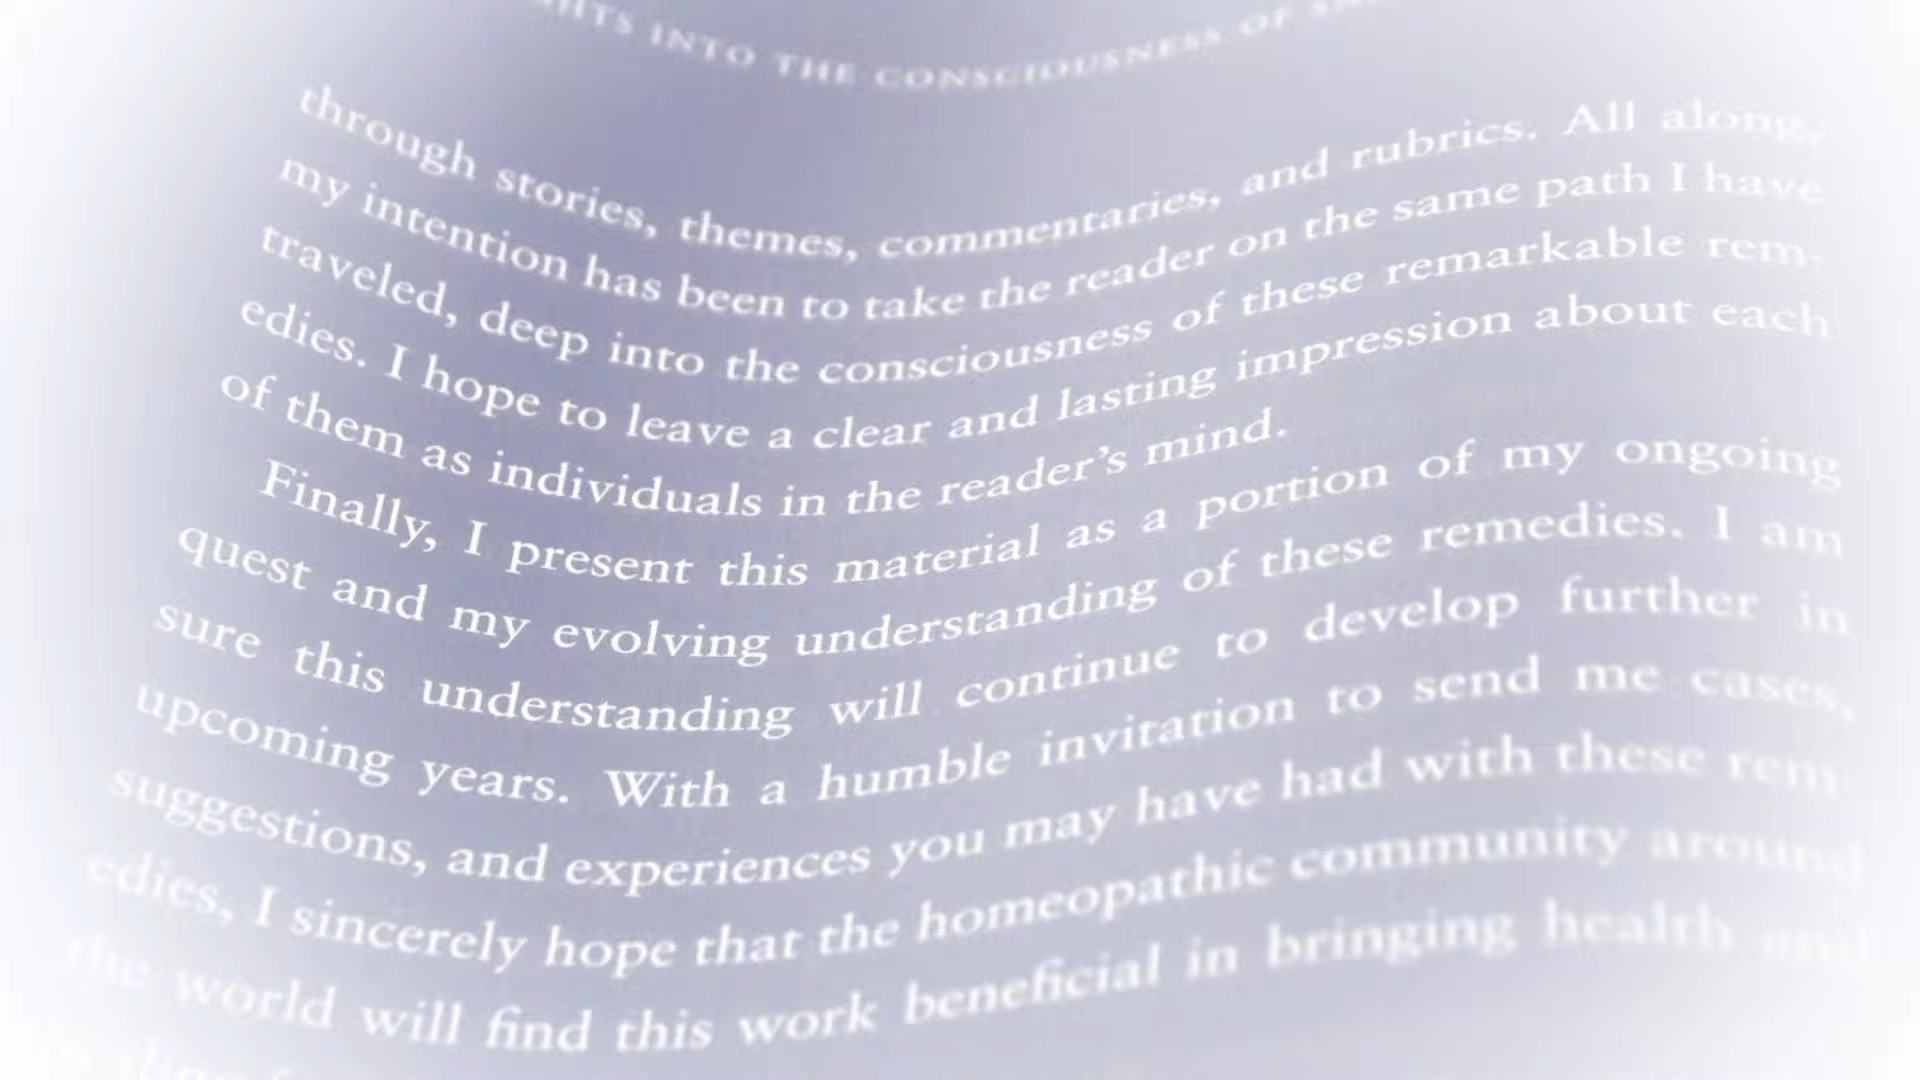 INTO THE CONSCIOUSNESS OF
through stories, themes, commentaries, and rubrics. All along,
my intention has been to take the reader on the same path I have
traveled, deep into the consciousness of these remarkable rem-
edies. I hope to leave a clear and lasting impression about each
of them as individuals in the reader's mind.
Finally, I present this material as a portion of my ongoing
quest and my evolving understanding of these remedies. I am
sure this understanding will continue to develop further in
upcoming years. With a humble invitation to send me cases,
suggestions, and experiences you may have had with these rem-
edies, I sincerely hope that the homeopathic community around
the world will find this work beneficial in bringing health and